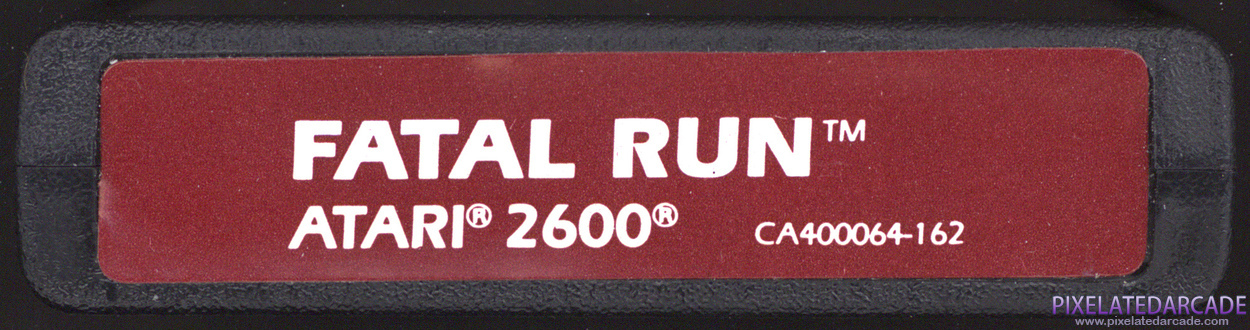 FATAL RUN™
ATARI® 2600® CA400064-162
PIXELATEDARCADE
www.pixelatedarcade.com